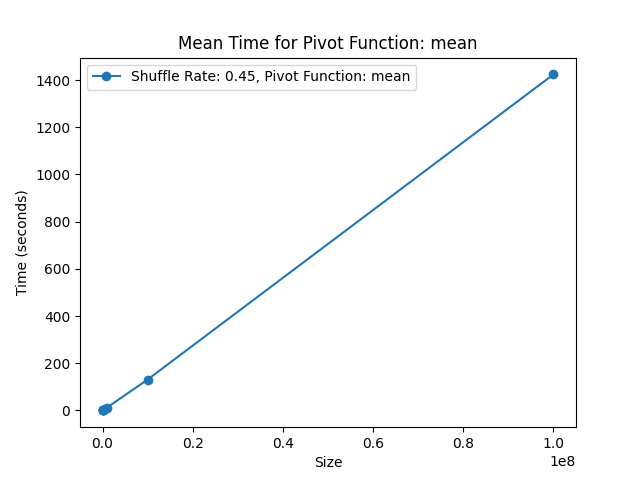 Mean Time for Pivot Function: mean
Shuffle Rate: 0.45, Pivot Function: mean
Time (seconds)
1400
1200
1000
800
600
400
200
0
0.0 0.2 0.4 0.6 0.8 1.0
1e8
Size